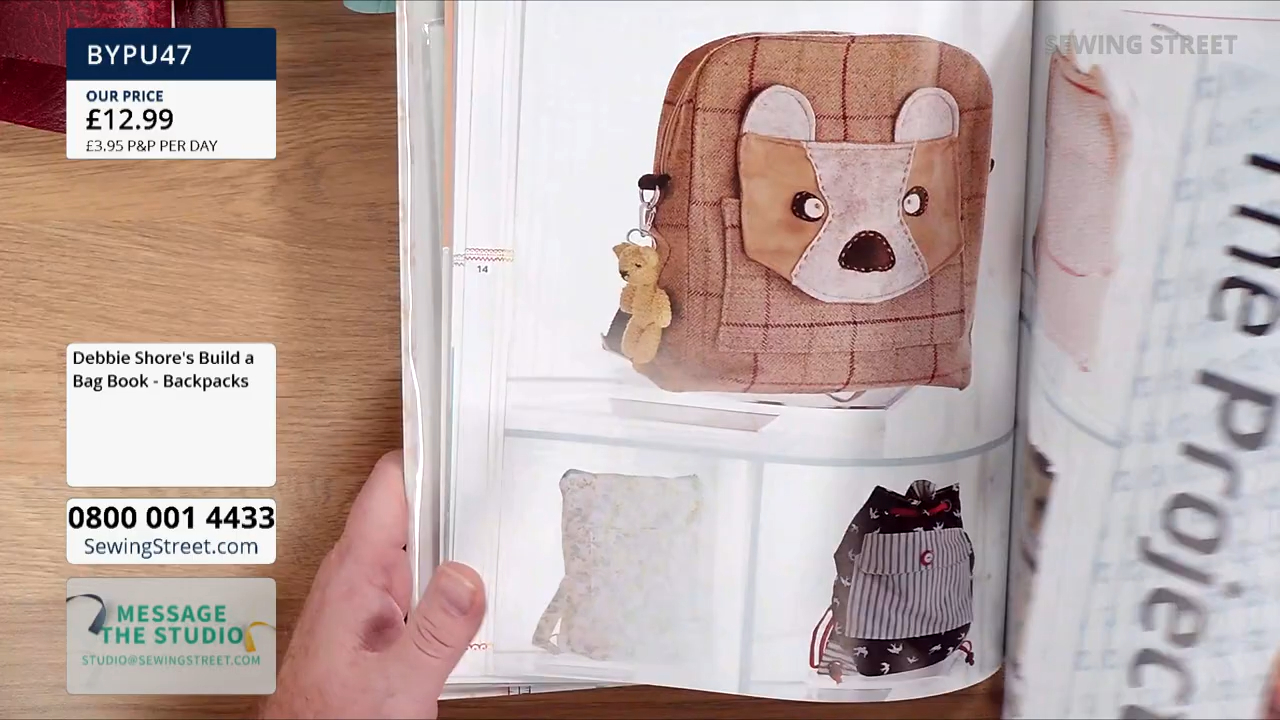 BYPU47
OUR PRICE
£12.99
£3.95 P&P PER DAY
Debbie Shore's Build a
Bag Book - Backpacks
0800 001 4433
SewingStreet.com
MESSAGE
THE STUDIO
STUDIO@SEWINGSTREET.COM
14
SEWING STREET
The Project